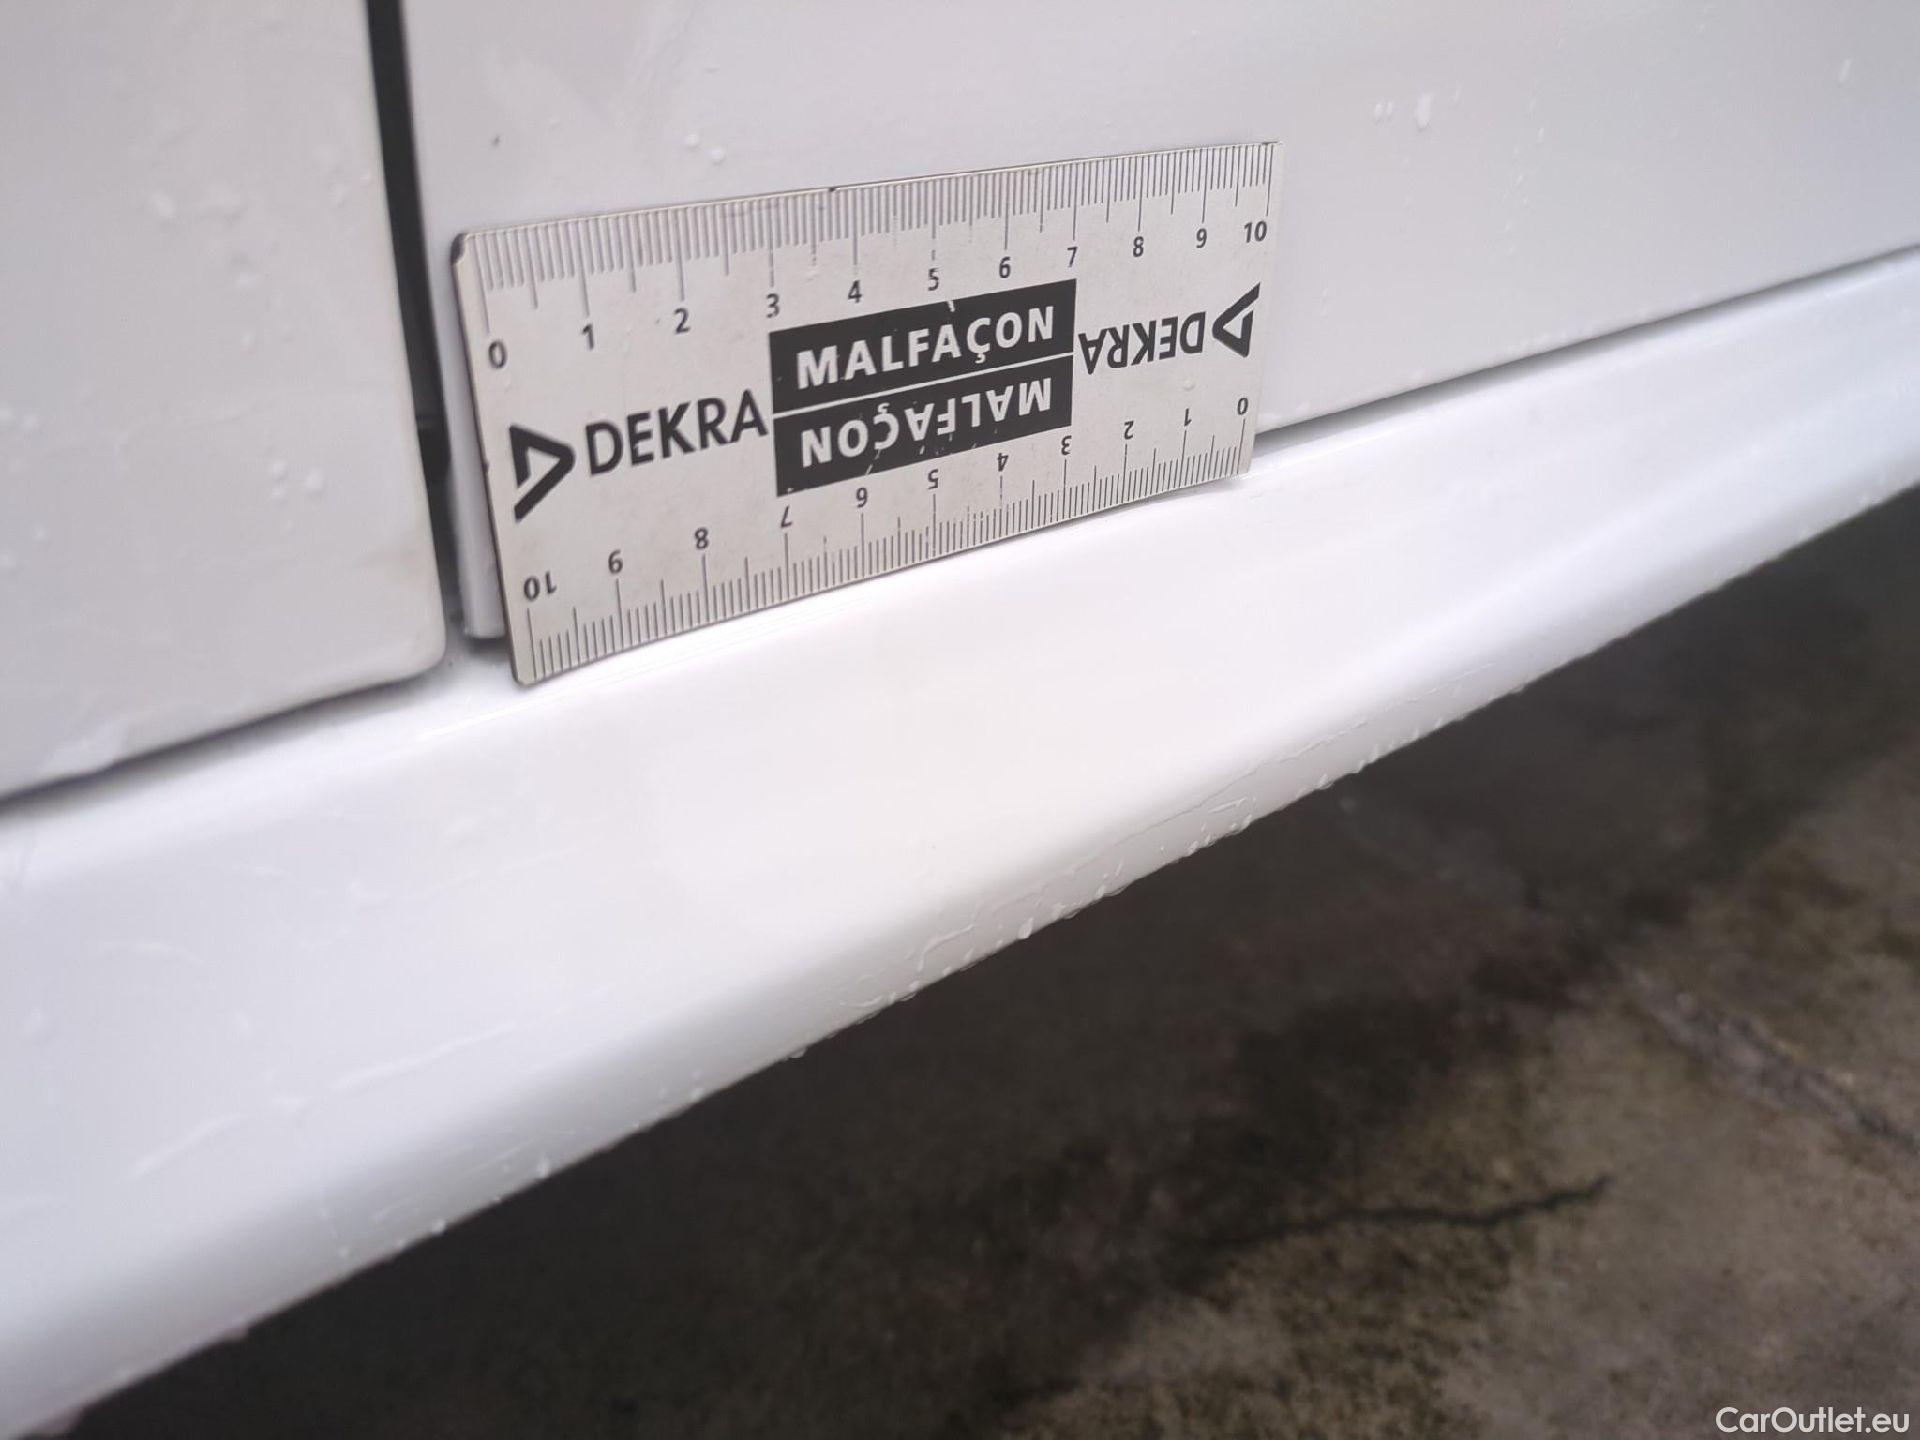 0 1 2 3 4 5 6 7 8 9 10
MALFAÇON
DEKRA
DEKRA
MALFAÇON
10 9 8 7 6 5 4 3 2 1 0
CarOutlet.eu